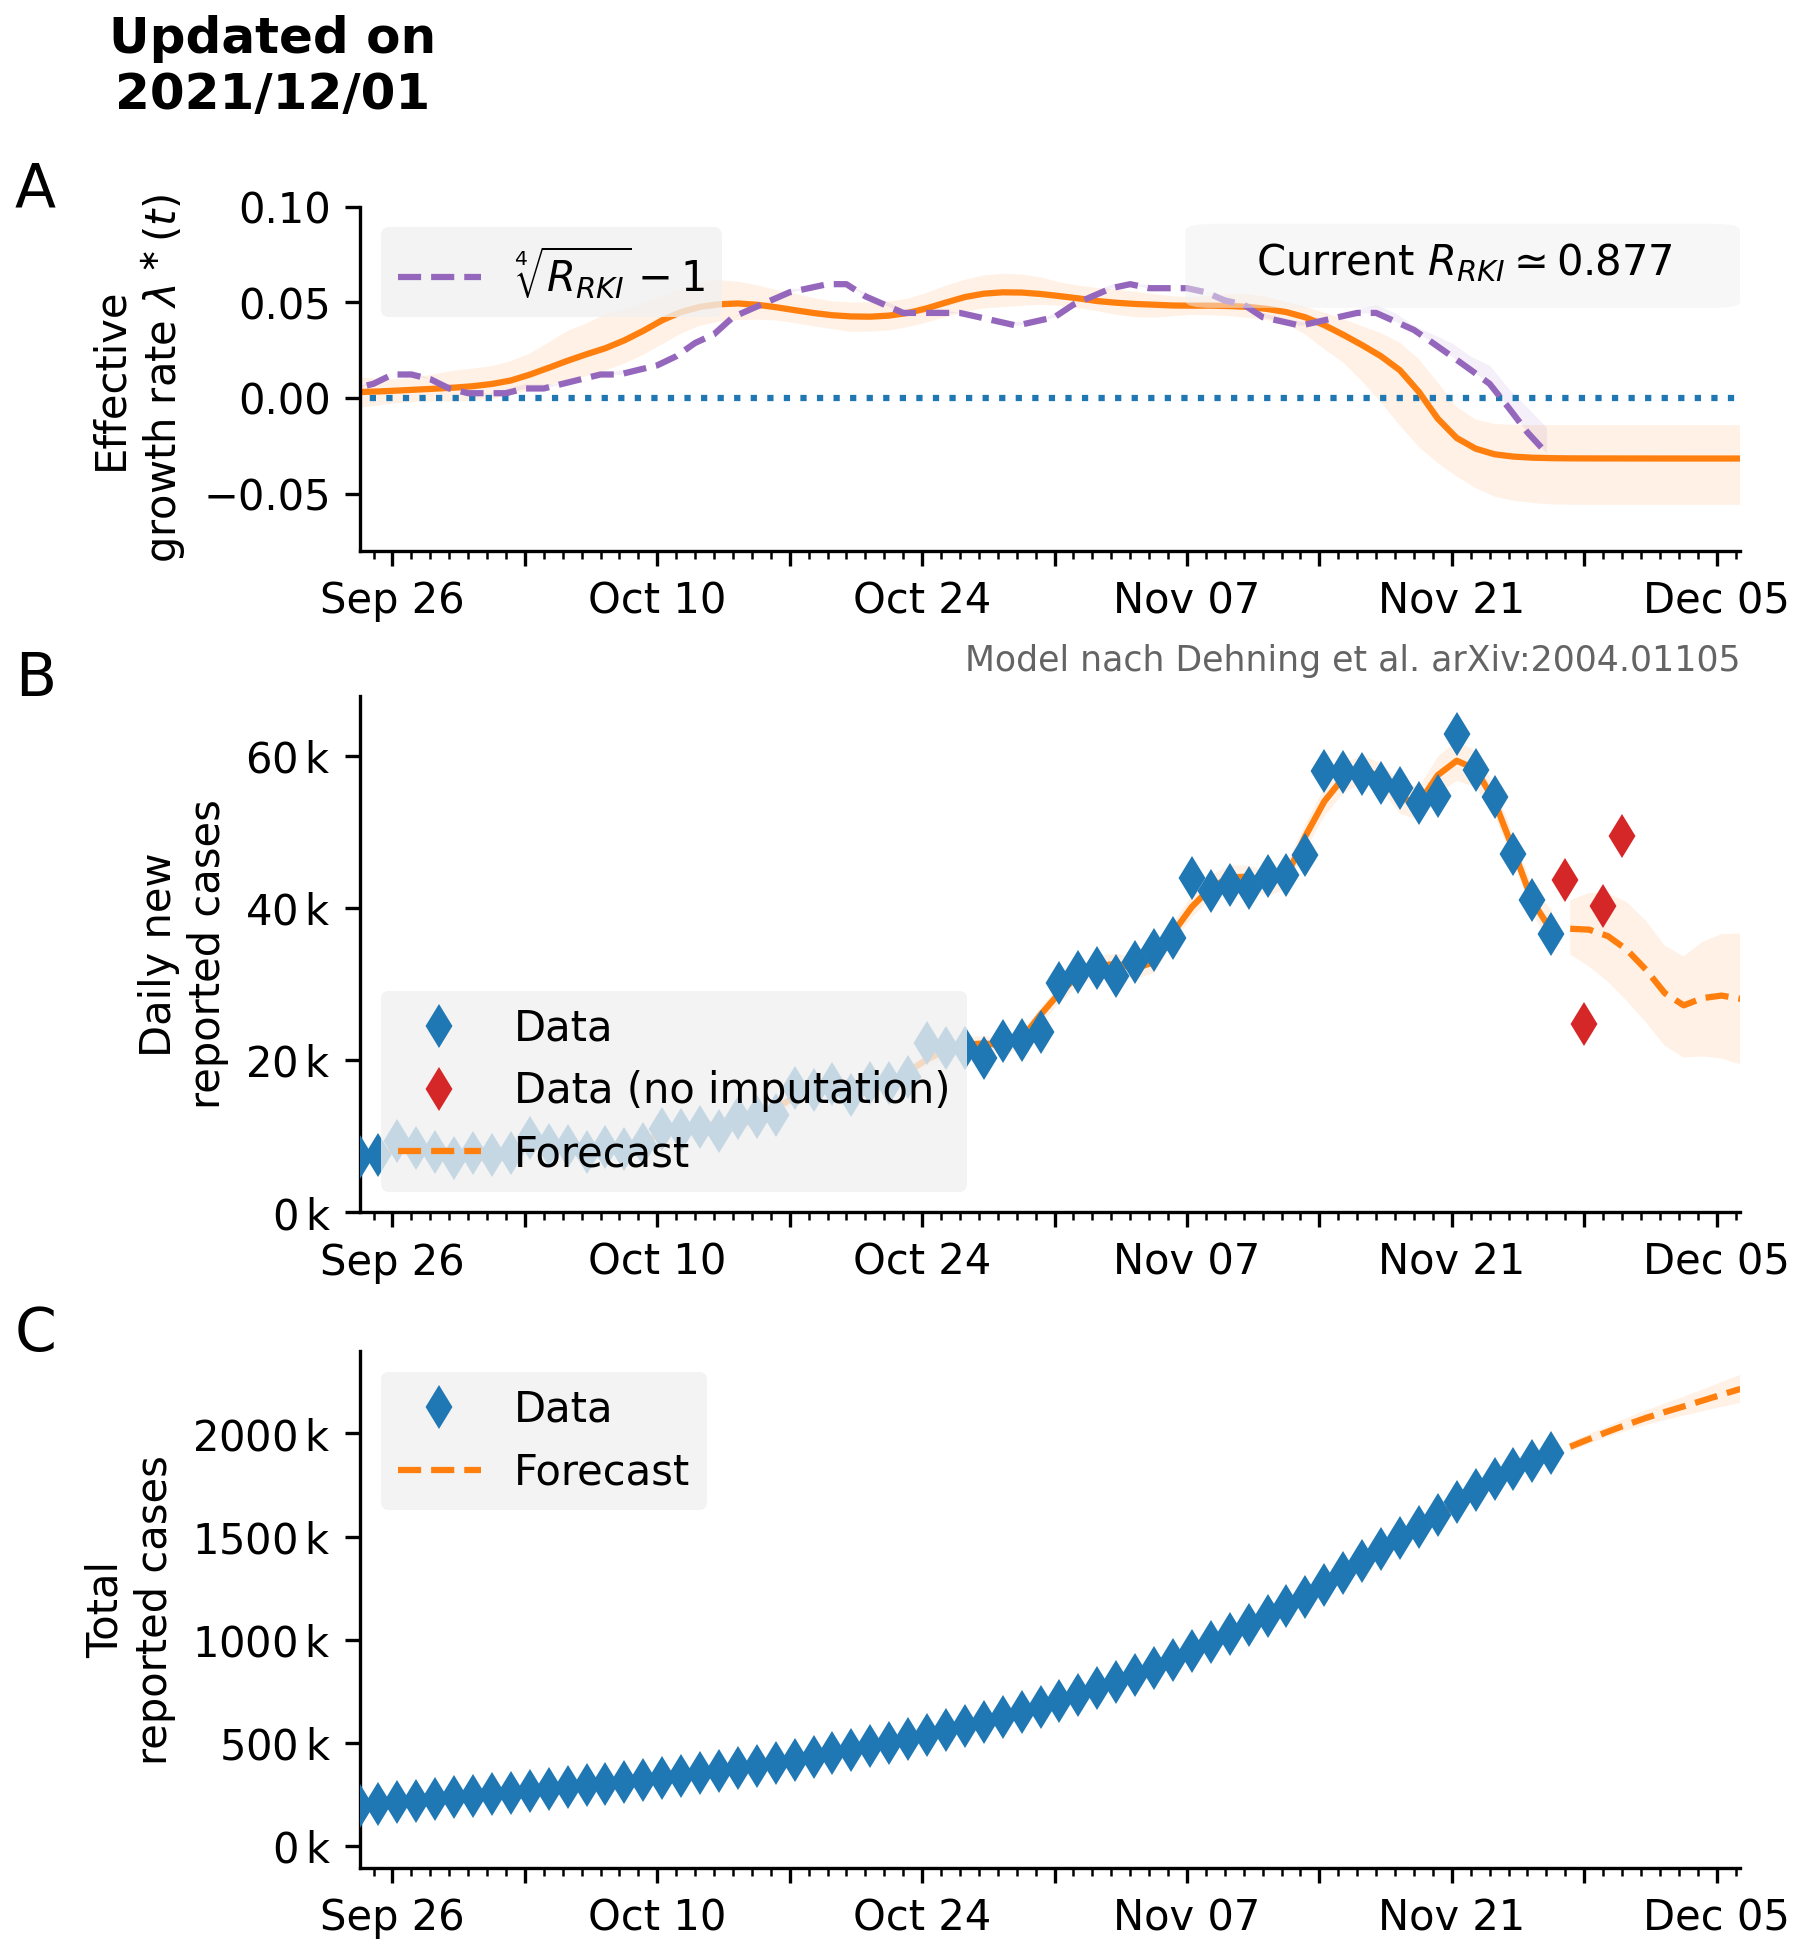 Updated on
2021/12/01
A
Effective
growth rate λ * (t)
0.10
0.05
0.00
−0.05
∜R_RKI − 1
Current R_RKI ≃ 0.877
Sep 26 Oct 10 Oct 24 Nov 07 Nov 21 Dec 05
Model nach Dehning et al. arXiv:2004.01105
B
Daily new
reported cases
60 k
40 k
20 k
0 k
Data
Data (no imputation)
Forecast
Sep 26 Oct 10 Oct 24 Nov 07 Nov 21 Dec 05
C
Total
reported cases
2000 k
1500 k
1000 k
500 k
0 k
Data
Forecast
Sep 26 Oct 10 Oct 24 Nov 07 Nov 21 Dec 05